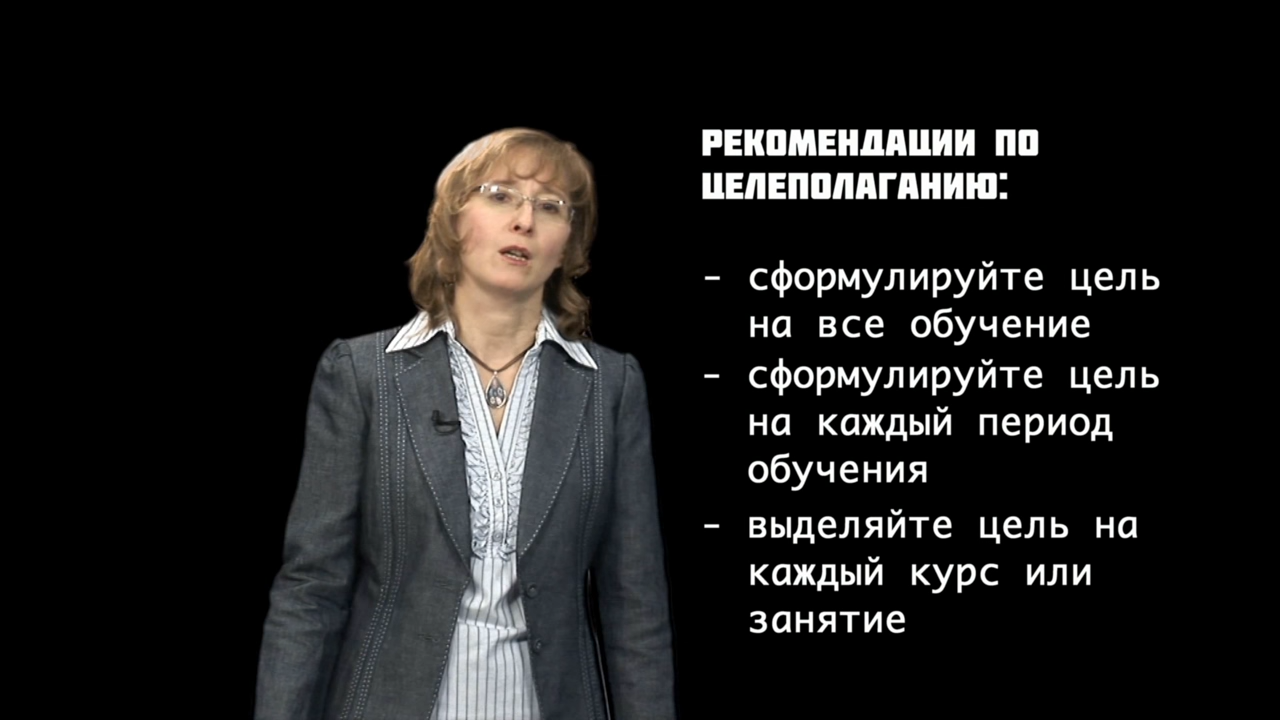 РЕКОМЕНДАЦИИ ПО
ЦЕЛЕПОЛАГАНИЮ:
- сформулируйте цель
на все обучение
- сформулируйте цель
на каждый период
обучения
- выделяйте цель на
каждый курс или
занятие